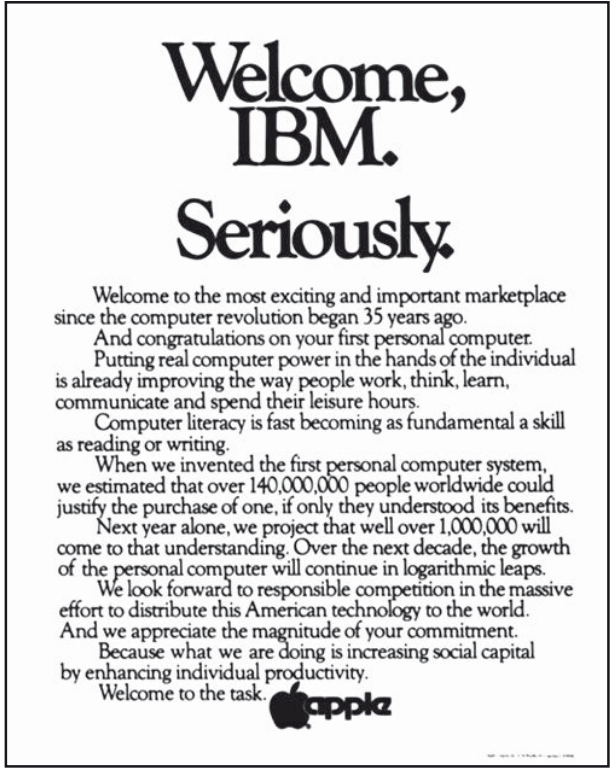 Welcome,
IBM.
Seriously.
Welcome to the most exciting and important marketplace
since the computer revolution began 35 years ago.
And congratulations on your first personal computer.
Putting real computer power in the hands of the individual
is already improving the way people work, think, learn,
communicate and spend their leisure hours.
Computer literacy is fast becoming as fundamental a skill
as reading or writing.
When we invented the first personal computer system,
we estimated that over 140,000,000 people worldwide could
justify the purchase of one, if only they understood its benefits.
Next year alone, we project that well over 1,000,000 will
come to that understanding. Over the next decade, the growth
of the personal computer will continue in logarithmic leaps.
We look forward to responsible competition in the massive
effort to distribute this American technology to the world.
And we appreciate the magnitude of your commitment.
Because what we are doing is increasing social capital
by enhancing individual productivity.
Welcome to the task.
apple